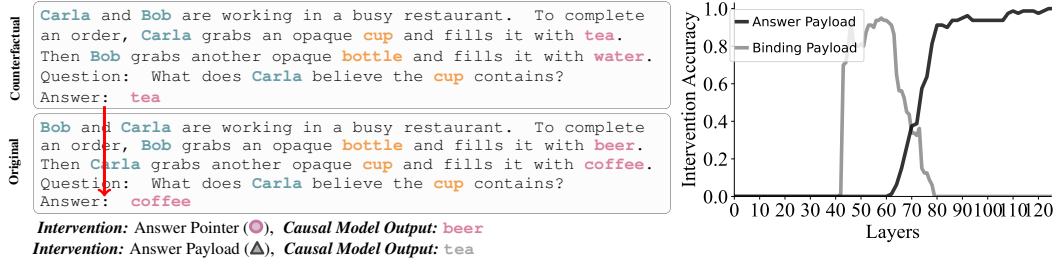 Counterfactual
Carla and Bob are working in a busy restaurant. To complete
an order, Carla grabs an opaque cup and fills it with tea.
Then Bob grabs another opaque bottle and fills it with water.
Question: What does Carla believe the cup contains?
Answer: tea
Original
Bob and Carla are working in a busy restaurant. To complete
an order, Bob grabs an opaque bottle and fills it with beer.
Then Carla grabs another opaque cup and fills it with coffee.
Question: What does Carla believe the cup contains?
Answer: coffee
Intervention: Answer Pointer (), Causal Model Output: beer
Intervention: Answer Payload (), Causal Model Output: tea
Intervention Accuracy
1.0
0.8
0.6
0.4
0.2
0.0
Answer Payload
Binding Payload
0 10 20 30 40 50 60 70 80 90 100 110 120
Layers